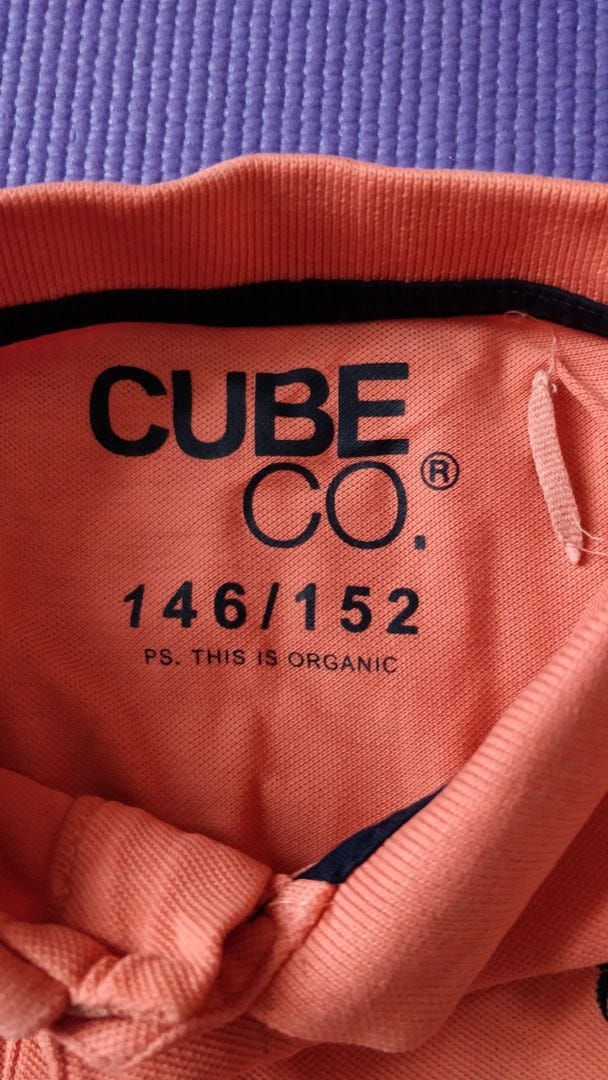 CUBE
CO.®
146/152
PS. THIS IS ORGANIC